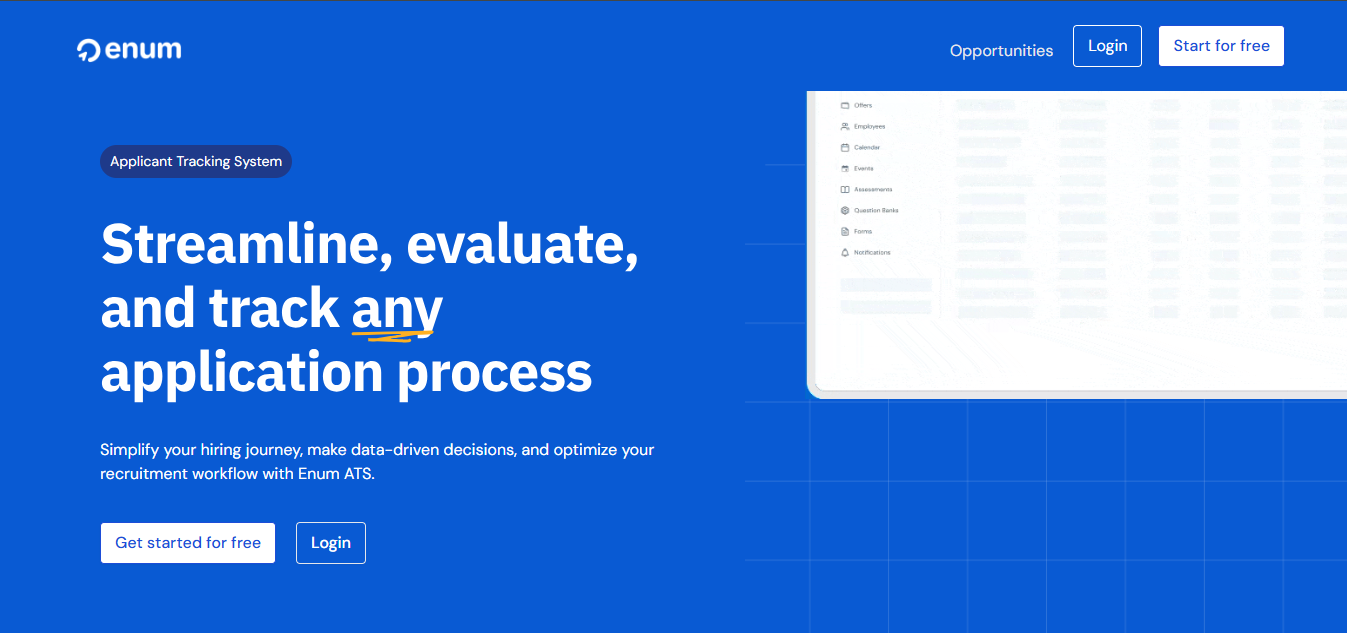 enum
Opportunities
Login
Start for free
Applicant Tracking System
Streamline, evaluate,
and track any
application process
Simplify your hiring journey, make data-driven decisions, and optimize your
recruitment workflow with Enum ATS.
Get started for free
Login
Offers
Employees
Calendar
Events
Assessments
Question Banks
Forms
Notifications